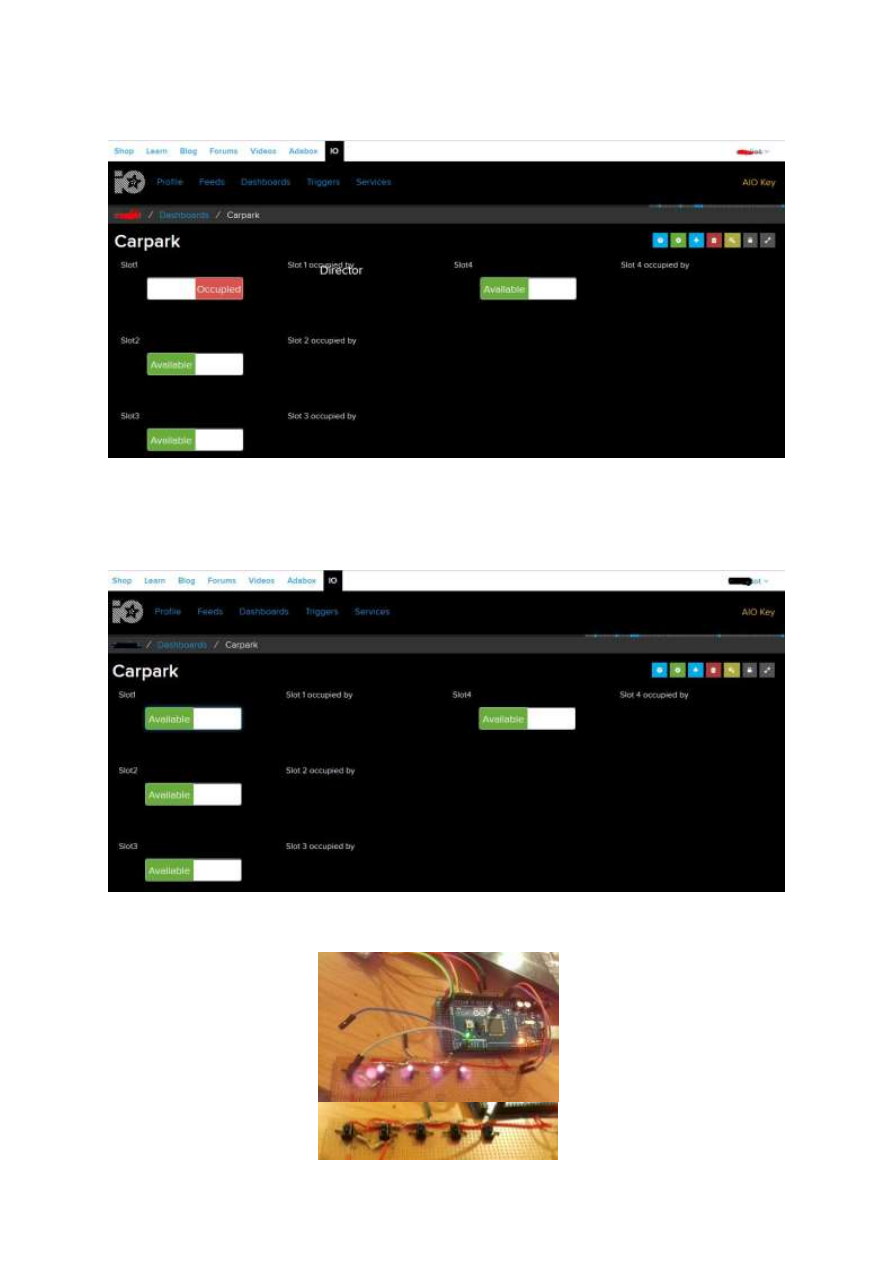 Shop Learn Blog Forums Videos Adabox IO
Profile Feeds Dashboards Triggers Services AIO Key
/ Dashboards / Carpark
Carpark
Slot1 Slot 1 occupied by Slot4 Slot 4 occupied by
Director
Occupied Available
Slot2 Slot 2 occupied by
Available
Slot3 Slot 3 occupied by
Available
Shop Learn Blog Forums Videos Adabox IO
Profile Feeds Dashboards Triggers Services AIO Key
/ Dashboards / Carpark
Carpark
Slot1 Slot 1 occupied by Slot4 Slot 4 occupied by
Available Available
Slot2 Slot 2 occupied by
Available
Slot3 Slot 3 occupied by
Available